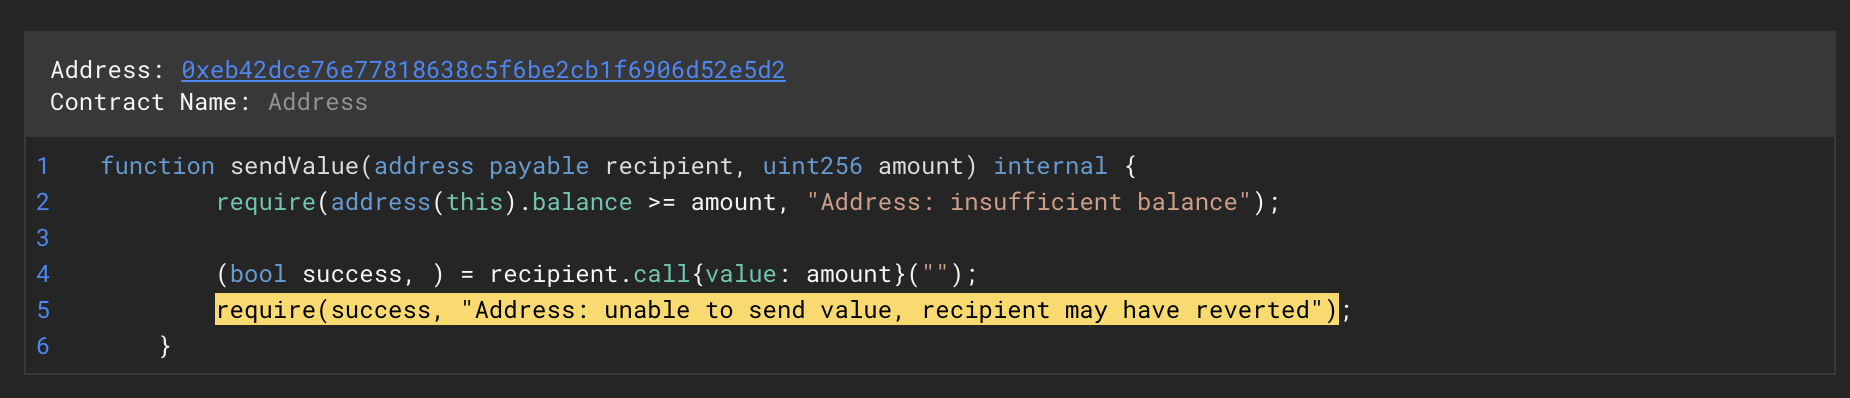 Address: 0xeb42dce76e77818638c5f6be2cb1f6906d52e5d2
Contract Name: Address
1 function sendValue(address payable recipient, uint256 amount) internal {
2 require(address(this).balance >= amount, "Address: insufficient balance");
3
4 (bool success, ) = recipient.call{value: amount}("");
5 require(success, "Address: unable to send value, recipient may have reverted");
6 }